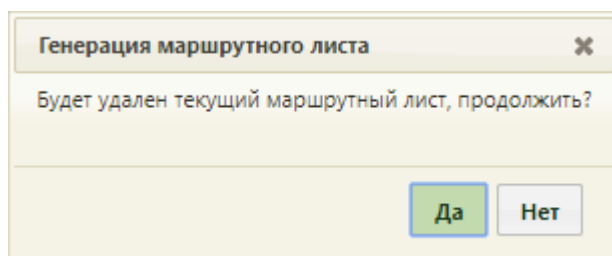 Генерация маршрутного листа
Будет удален текущий маршрутный лист, продолжить?
Да Нет